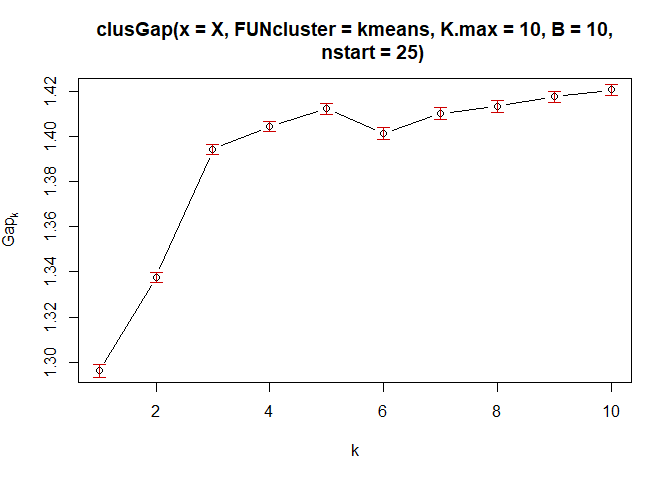 clusGap(x = X, FUNcluster = kmeans, K.max = 10, B = 10,
nstart = 25)
1.42
1.40
1.38
1.36
1.34
1.32
1.30
Gapk
2 4 6 8 10
k